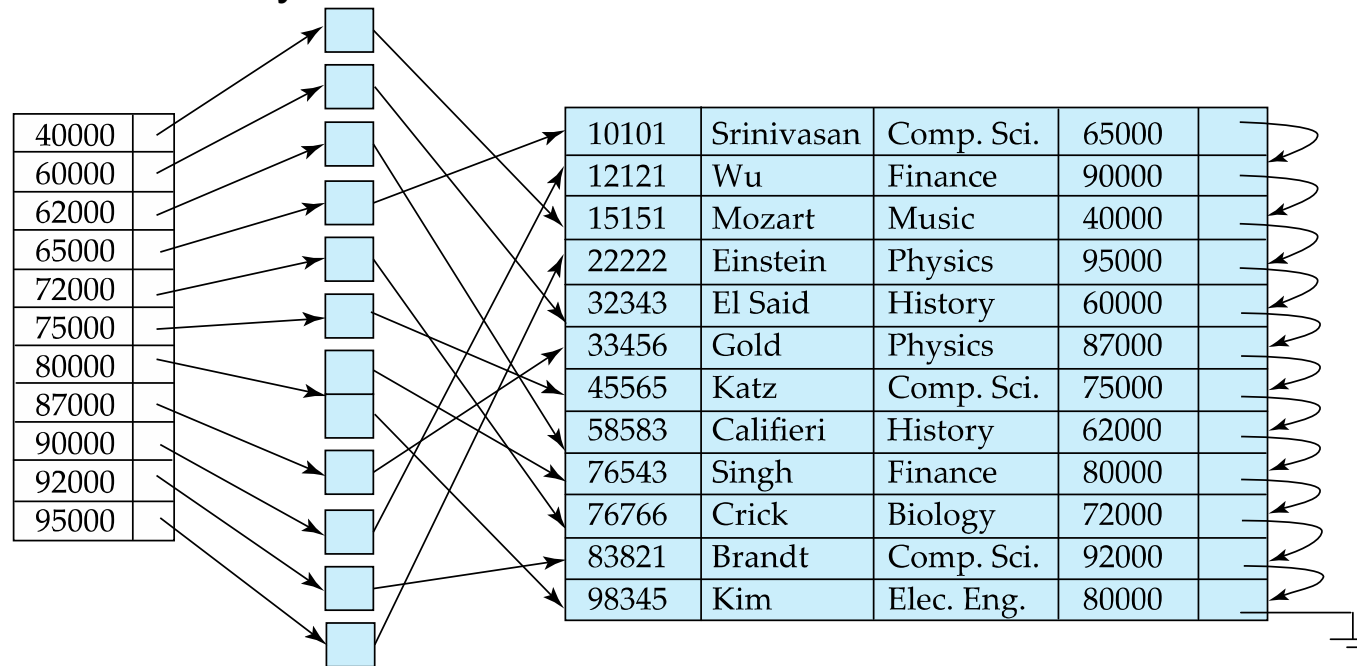 40000
60000
62000
65000
72000
75000
80000
87000
90000
92000
95000
10101 Srinivasan Comp. Sci. 65000
12121 Wu Finance 90000
15151 Mozart Music 40000
22222 Einstein Physics 95000
32343 El Said History 60000
33456 Gold Physics 87000
45565 Katz Comp. Sci. 75000
58583 Califieri History 62000
76543 Singh Finance 80000
76766 Crick Biology 72000
83821 Brandt Comp. Sci. 92000
98345 Kim Elec. Eng. 80000